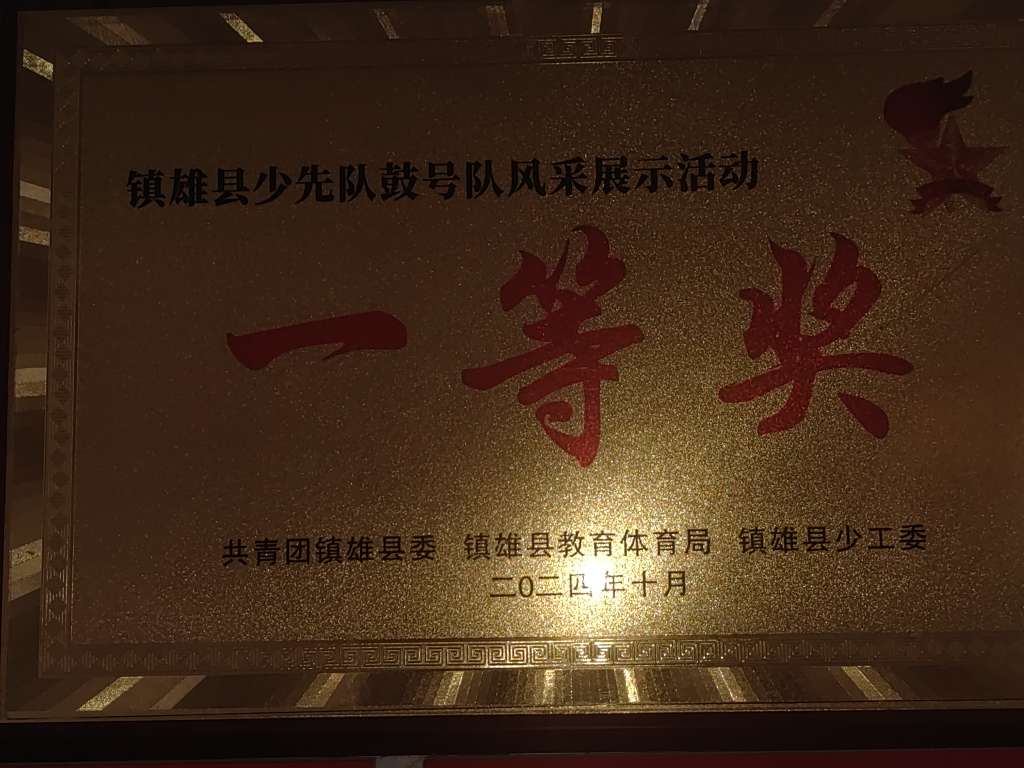 镇雄县少先队鼓号队风采展示活动
一等奖
共青团镇雄县委 镇雄县教育体育局 镇雄县少工委
二0二四年十月